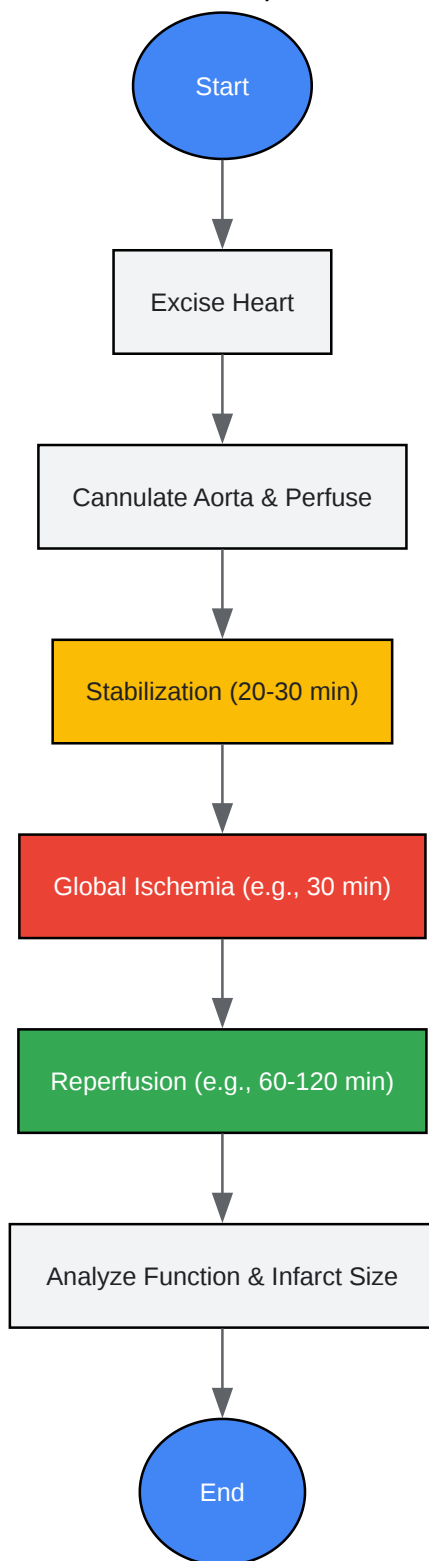 Start
Excise Heart
Cannulate Aorta & Perfuse
Stabilization (20-30 min)
Global Ischemia (e.g., 30 min)
Reperfusion (e.g., 60-120 min)
Analyze Function & Infarct Size
End